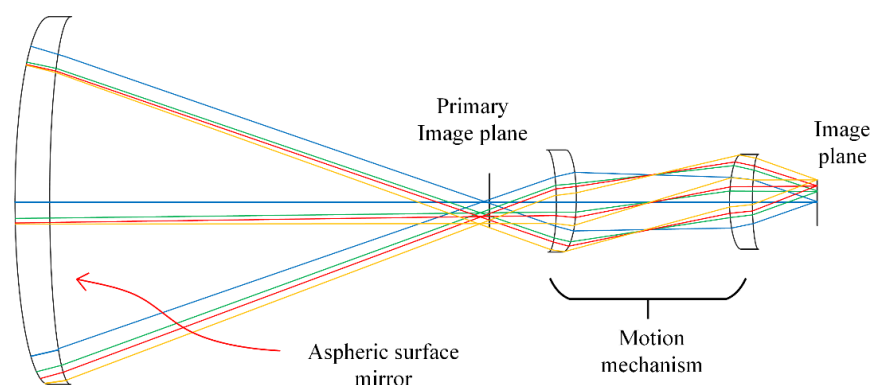 Primary
Image plane
Image
plane
Aspheric surface
mirror
Motion
mechanism